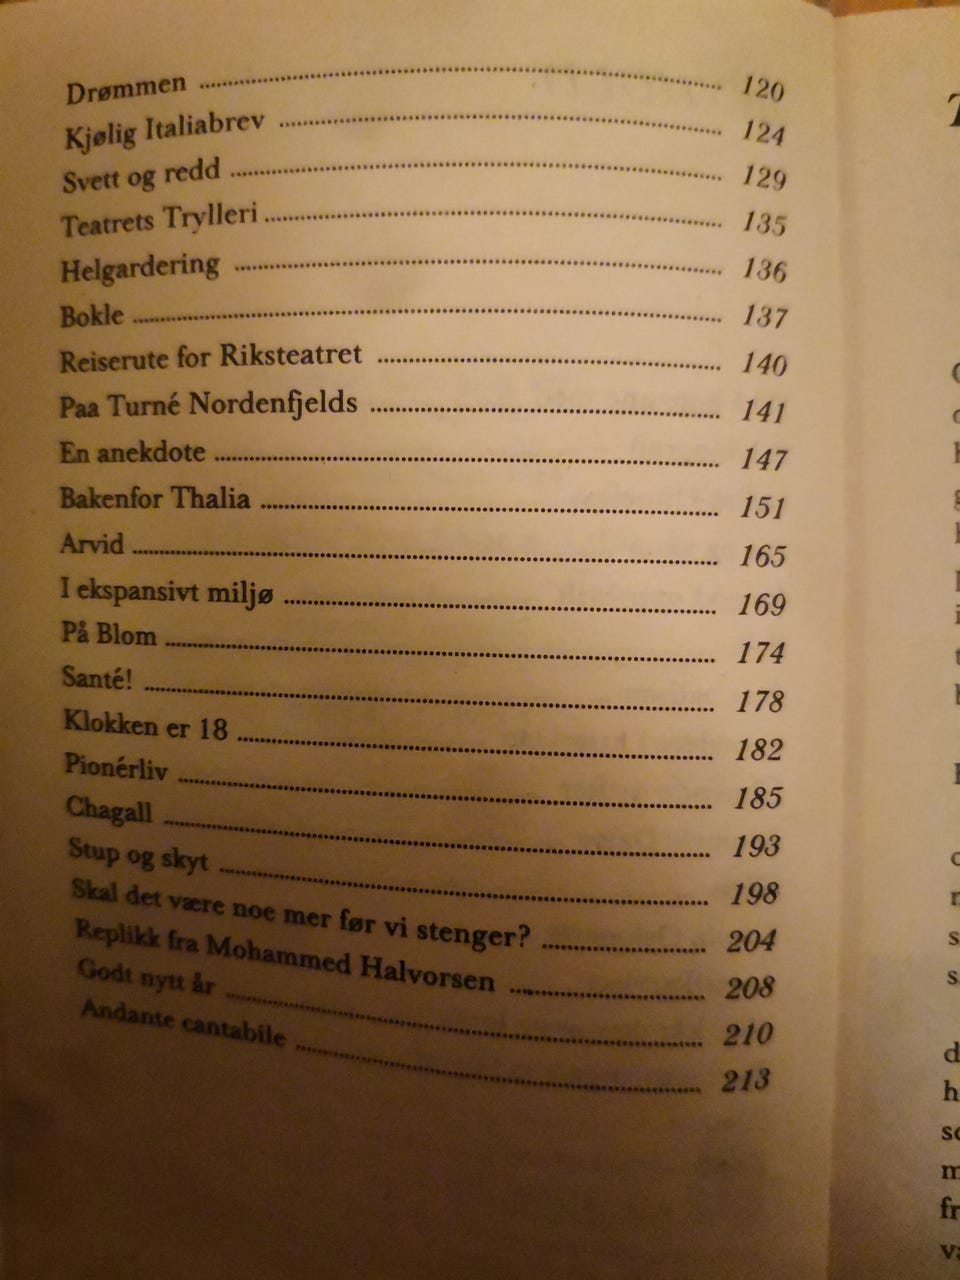 Drømmen ........ 120
Kjølig Italiabrev ........ 124
Svett og redd ........ 129
Teatrets Trylleri ........ 135
Helgardering ........ 136
Bokle ........ 137
Reiserute for Riksteatret ........ 140
Paa Turné Nordenfjelds ........ 141
En anekdote ........ 147
Bakenfor Thalia ........ 151
Arvid ........ 165
I ekspansivt miljø ........ 169
På Blom ........ 174
Santé! ........ 178
Klokken er 18 ........ 182
Pionérliv ........ 185
Chagall ........ 193
Stup og skyt ........ 198
Skal det være noe mer før vi stenger? ........ 204
Replikk fra Mohammed Halvorsen ........ 208
Godt nytt år ........ 210
Andante cantabile ........ 213